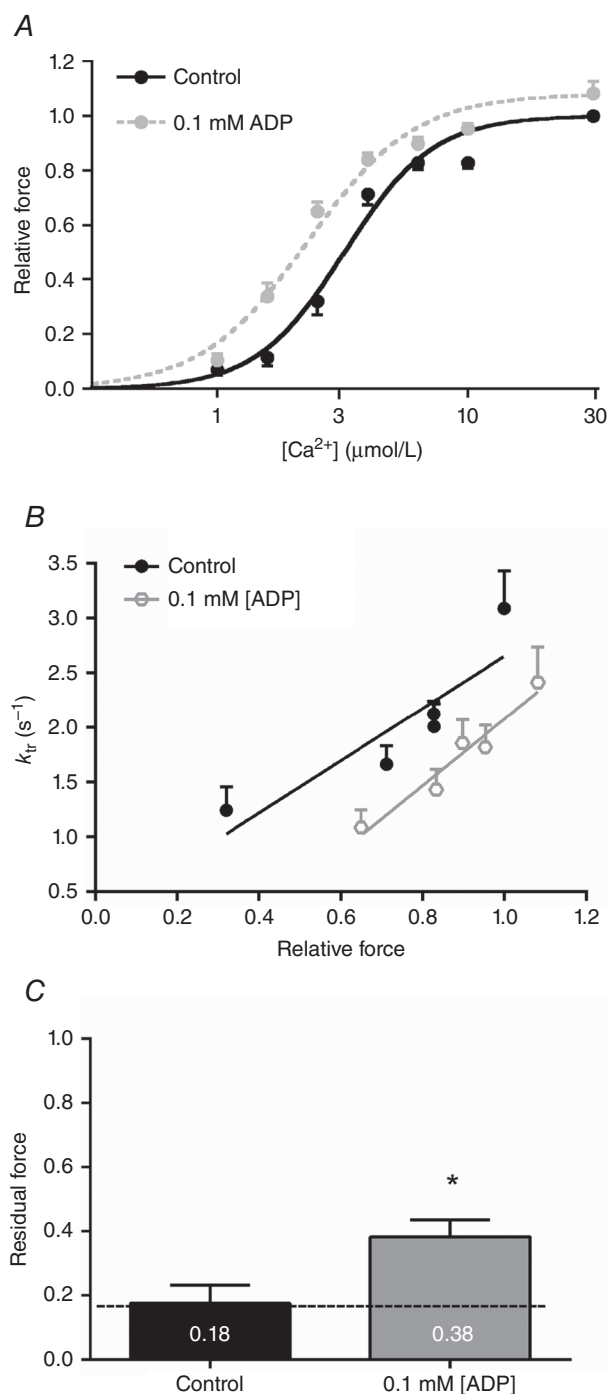 A
1.2
1.0
0.8
0.6
0.4
0.2
0.0
Relative force
Control
0.1 mM ADP
1
3
10
30
[Ca²⁺] (μmol/L)
B
3.5
3.0
2.5
2.0
1.5
1.0
0.5
kₜᵣ (s⁻¹)
Control
0.1 mM [ADP]
0.0
0.2
0.4
0.6
0.8
1.0
1.2
Relative force
C
1.0
0.8
0.6
0.4
0.2
0.0
Residual force
*
0.18
0.38
Control
0.1 mM [ADP]